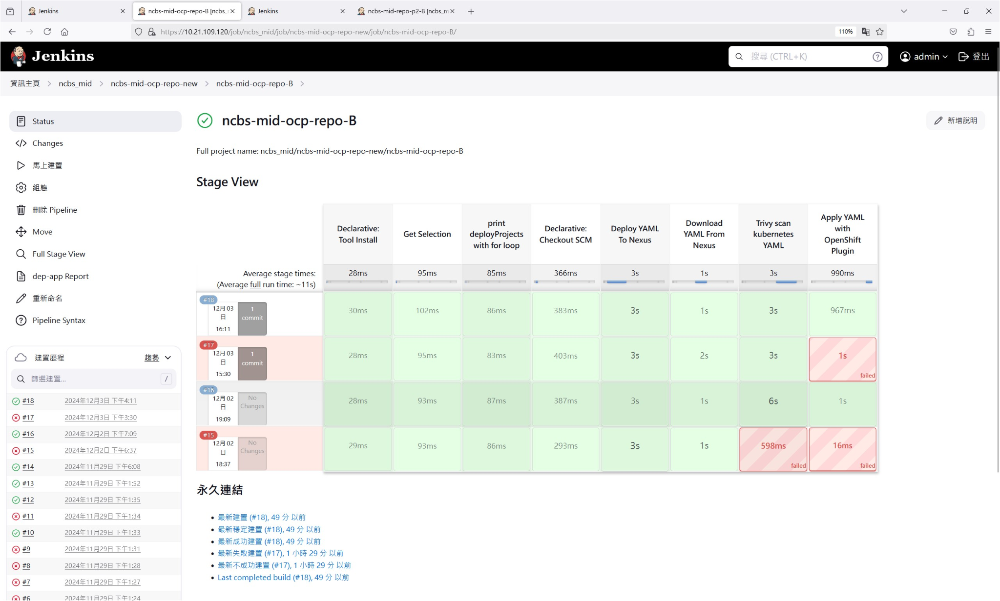 Jenkins
ncbs-mid-ocp-repo-B [ncbs_
Jenkins
ncbs-mid-repo-p2-B [ncbs_m
https://10.21.109.120/job/ncbs_mid/job/ncbs-mid-ocp-repo-new/job/ncbs-mid-ocp-repo-B/
110%
Jenkins
搜尋 (CTRL+K)
admin
登出
資訊主頁
ncbs_mid
ncbs-mid-ocp-repo-new
ncbs-mid-ocp-repo-B
Status
Changes
馬上建置
組態
刪除 Pipeline
Move
Full Stage View
dep-app Report
重新命名
Pipeline Syntax
建置歷程
趨勢
篩選建置...
/
#18 2024年12月3日 下午4:11
#17 2024年12月3日 下午3:30
#16 2024年12月2日 下午7:09
#15 2024年12月2日 下午6:37
#14 2024年11月29日 下午6:08
#13 2024年11月29日 下午1:52
#12 2024年11月29日 下午1:35
#11 2024年11月29日 下午1:34
#10 2024年11月29日 下午1:33
#9 2024年11月29日 下午1:31
#8 2024年11月29日 下午1:28
#7 2024年11月29日 下午1:27
#6 2024年11月29日 下午1:24
ncbs-mid-ocp-repo-B
新增說明
Full project name: ncbs_mid/ncbs-mid-ocp-repo-new/ncbs-mid-ocp-repo-B
Stage View
Declarative:
Tool Install
Get Selection
print
deployProjects
with for loop
Declarative:
Checkout SCM
Deploy YAML
To Nexus
Download
YAML From
Nexus
Trivy scan
kubernetes
YAML
Apply YAML
with
OpenShift
Plugin
Average stage times:
(Average full run time: ~11s)
28ms 95ms 85ms 366ms 3s 1s 3s 990ms
#18
12月 03
日
16:11
1
commit
30ms 102ms 86ms 383ms 3s 1s 3s 967ms
#17
12月 03
日
15:30
1
commit
28ms 95ms 83ms 403ms 3s 2s 3s 1s
failed
#16
12月 02
日
19:09
No
Changes
28ms 93ms 87ms 387ms 3s 1s 6s 1s
#15
12月 02
日
18:37
No
Changes
29ms 93ms 86ms 293ms 3s 1s 598ms 16ms
failed failed
永久連結
最新建置 (#18), 49 分 以前
最新穩定建置 (#18), 49 分 以前
最新成功建置 (#18), 49 分 以前
最新失敗建置 (#17), 1 小時 29 分 以前
最新不成功建置 (#17), 1 小時 29 分 以前
Last completed build (#18), 49 分 以前